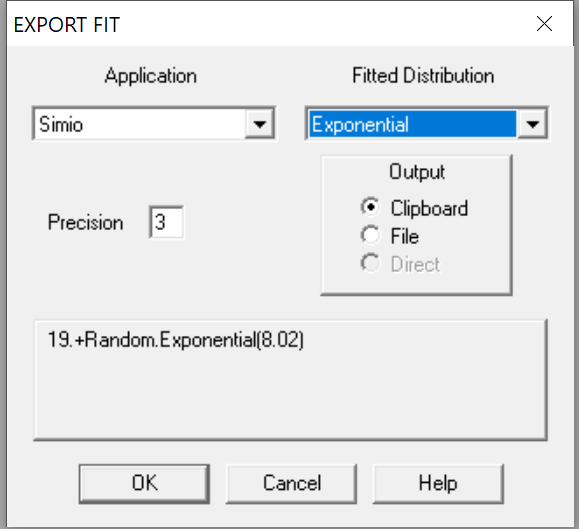 EXPORT FIT
Application
Fitted Distribution
Simio
Exponential
Output
Precision
3
Clipboard
File
Direct
19.+Random.Exponential(8.02)
OK
Cancel
Help